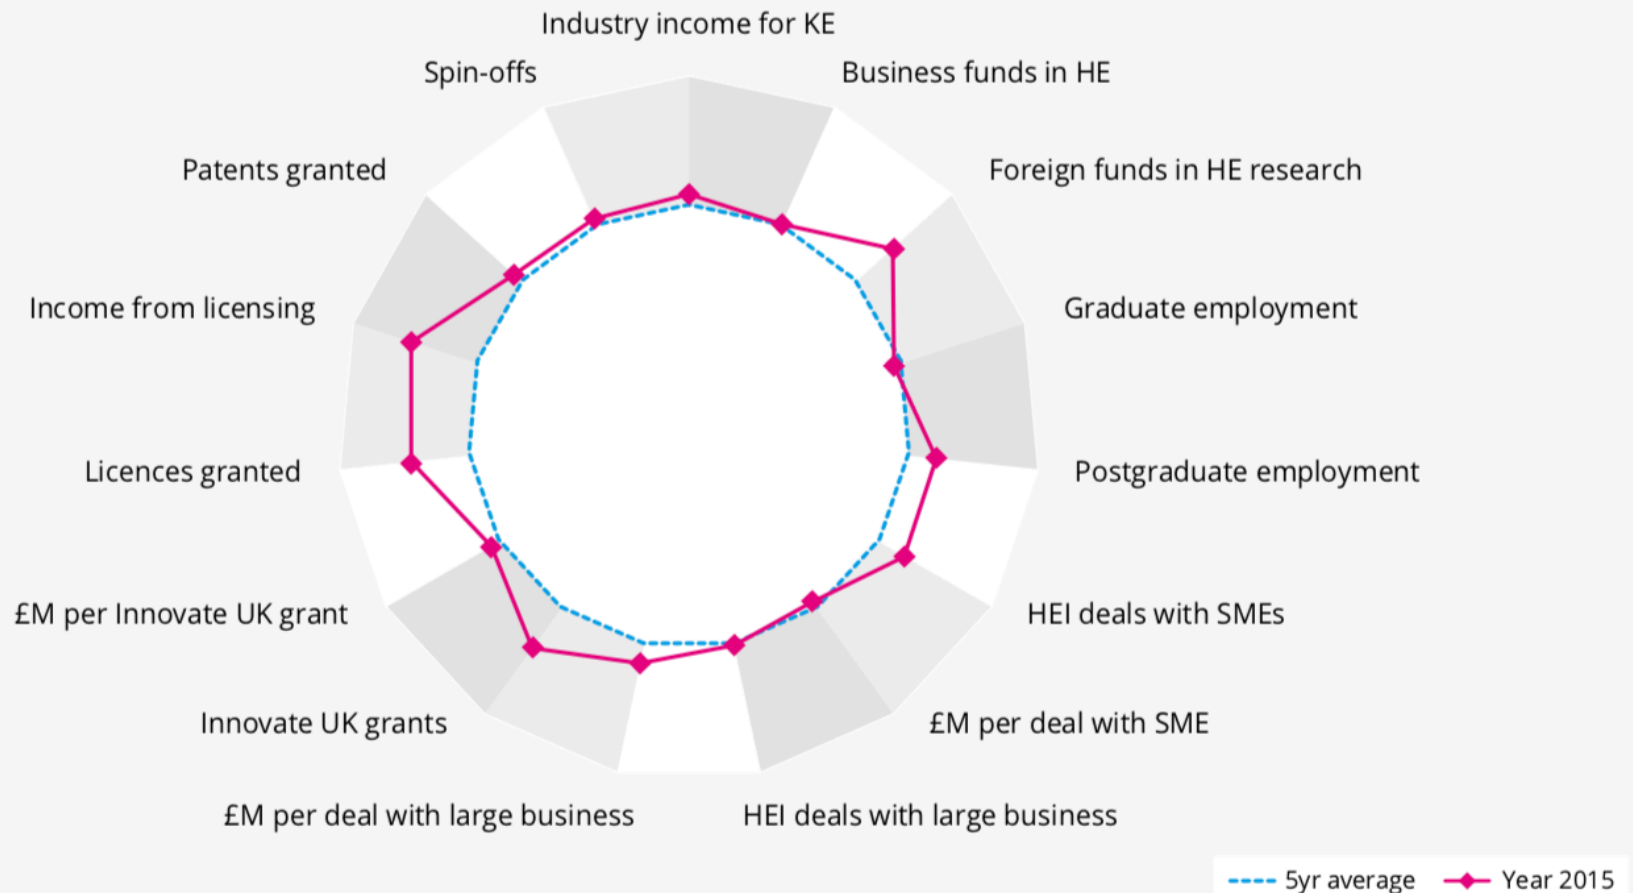 Industry income for KE
Spin-offs
Business funds in HE
Patents granted
Foreign funds in HE research
Income from licensing
Graduate employment
Licences granted
Postgraduate employment
£M per Innovate UK grant
HEI deals with SMEs
Innovate UK grants
£M per deal with SME
£M per deal with large business
HEI deals with large business
5yr average
Year 2015